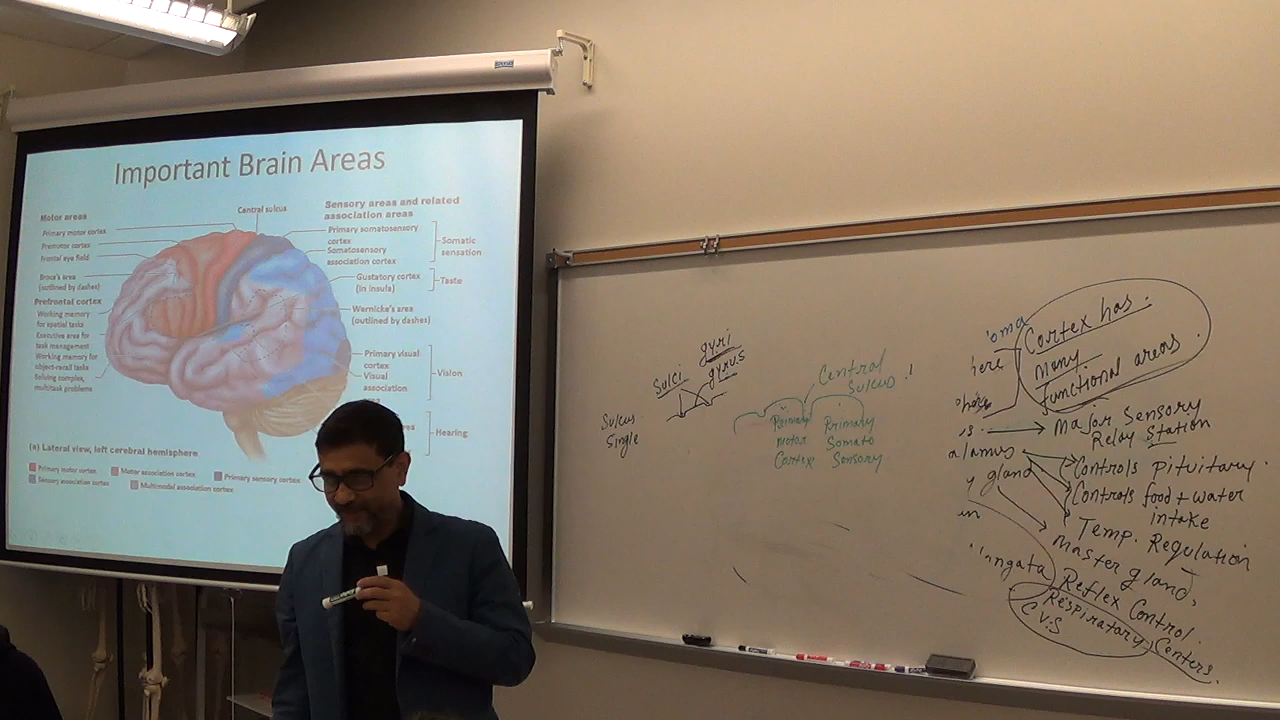 Important Brain Areas
Central sulcus
Motor areas
Primary motor cortex
Premotor cortex
Frontal eye field
Broca's area
(outlined by dashes)
Prefrontal cortex
Working memory
for spatial tasks
Executive area for
task management
Working memory for
object-recall tasks
Solving complex,
multitask problems
Sensory areas and related
association areas
Primary somatosensory
cortex
Somatosensory
association cortex
Somatic
sensation
Gustatory cortex
(in insula)
Taste
Wernicke's area
(outlined by dashes)
Primary visual
cortex
Visual
association
Vision
Hearing
(a) Lateral view, left cerebral hemisphere
Primary motor cortex
Motor association cortex
Primary sensory cortex
Sensory association cortex
Multimodal association cortex
gyri
gyrus
Sulci
Sulcus
Single
Central
Sulcus !
Primary
motor
Cortex
Primary
Somato
Sensory
Cortex has
many
functional areas.
here
is
Major Sensory
Relay Station
alamus
Controls pituitary.
y gland
Controls food + water
intake
Temp. Regulation
master gland,
ngata
Reflex Control.
Respiratory Centers.
C.V.S